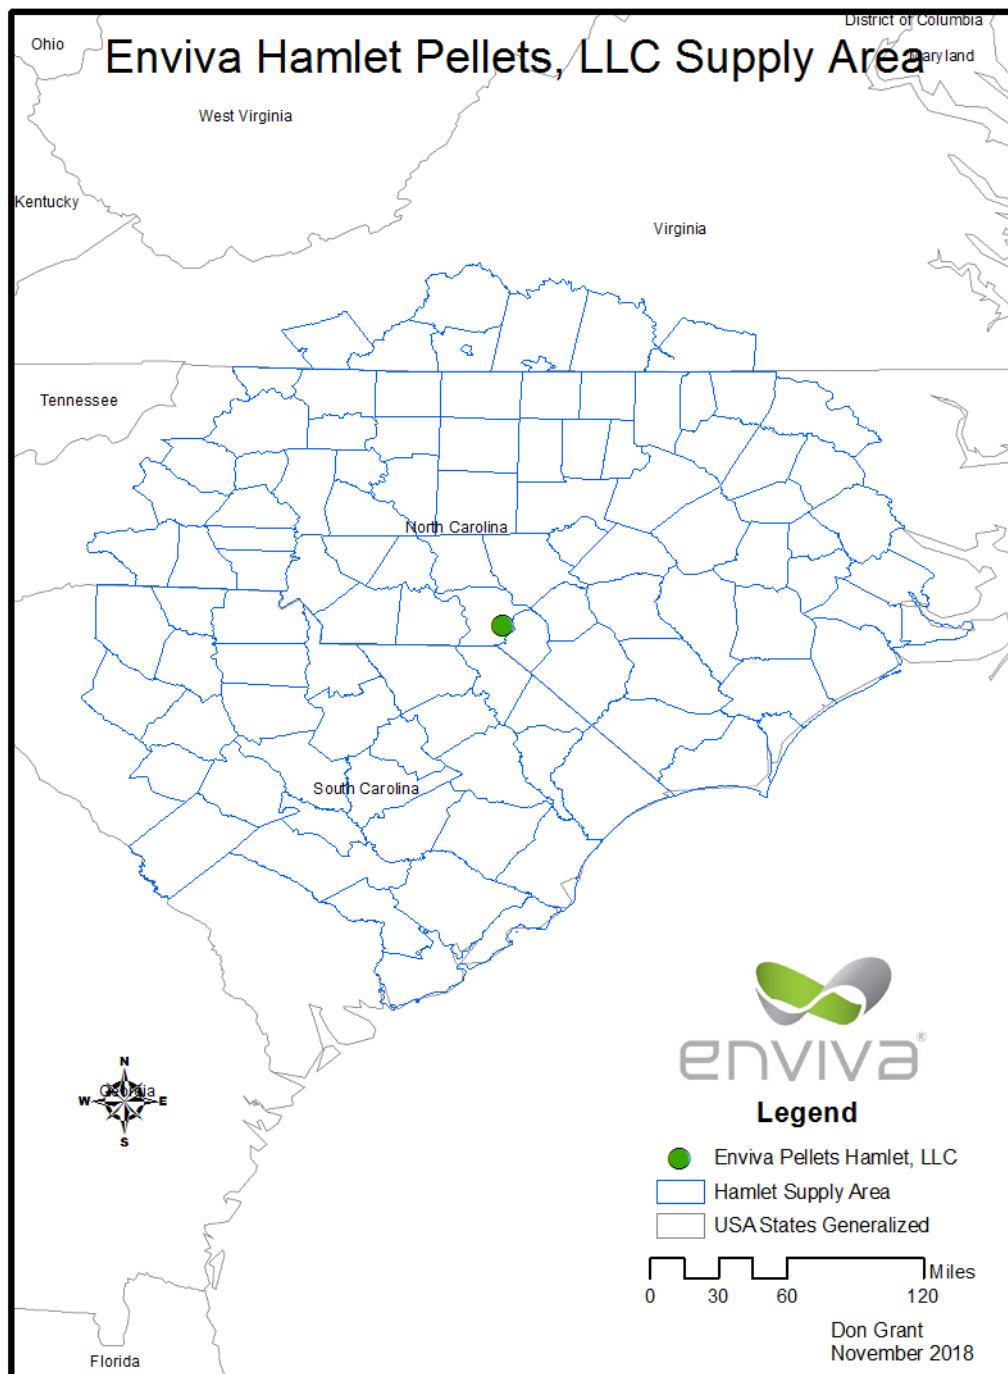 District of Columbia
Ohio
Enviva Hamlet Pellets, LLC Supply Area
Maryland
West Virginia
Kentucky
Virginia
Tennessee
North Carolina
South Carolina
enviva®
N
Georgia
W
E
S
Legend
Enviva Pellets Hamlet, LLC
Hamlet Supply Area
USA States Generalized
Miles
0 30 60 120
Don Grant
November 2018
Florida